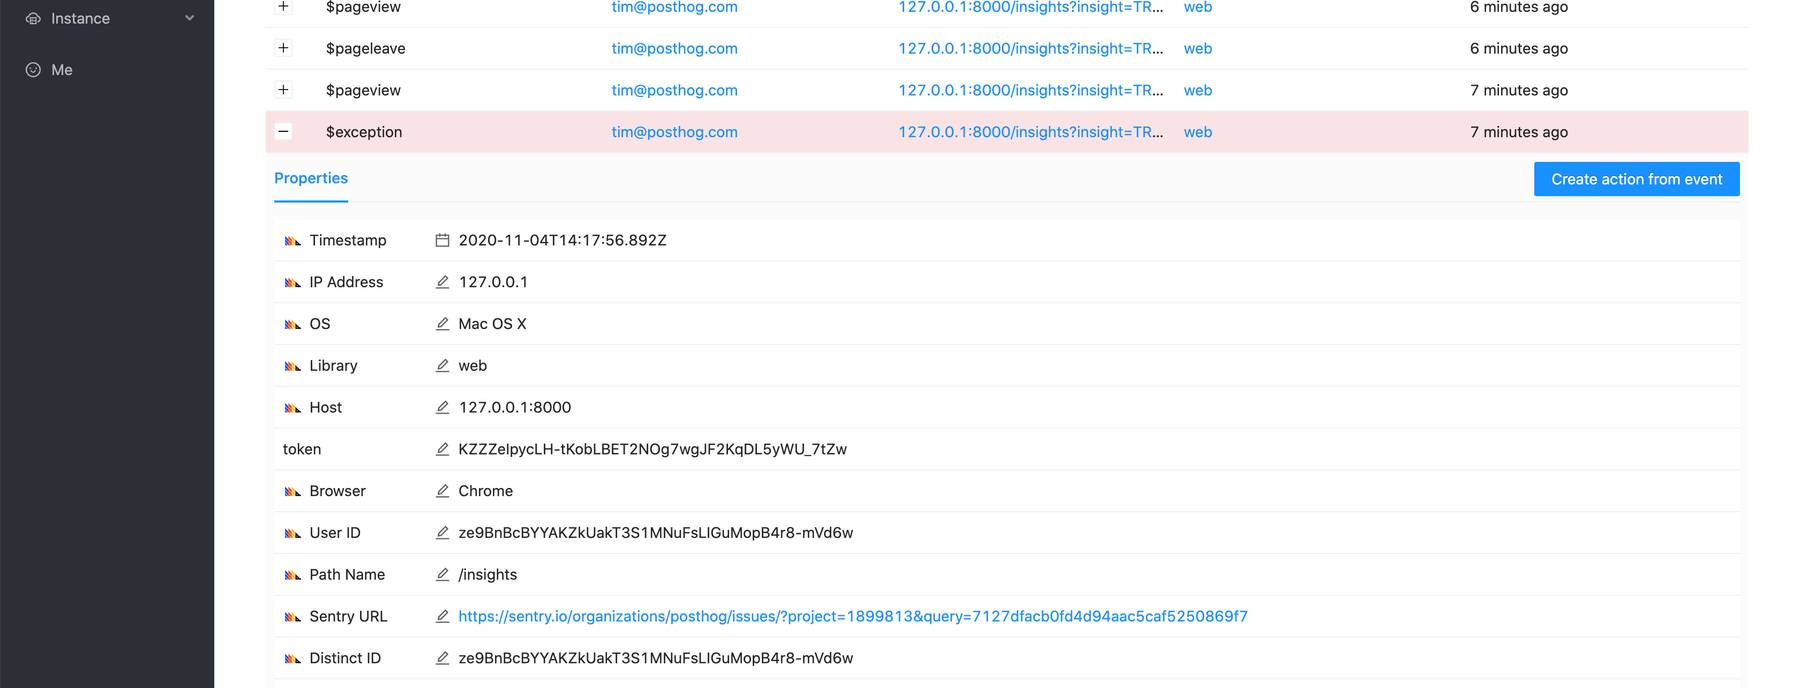 Instance
Me
$pageview tim@posthog.com 127.0.0.1:8000/insights?insight=TR... web 6 minutes ago
$pageleave tim@posthog.com 127.0.0.1:8000/insights?insight=TR... web 6 minutes ago
$pageview tim@posthog.com 127.0.0.1:8000/insights?insight=TR... web 7 minutes ago
$exception tim@posthog.com 127.0.0.1:8000/insights?insight=TR... web 7 minutes ago
Properties Create action from event
Timestamp 2020-11-04T14:17:56.892Z
IP Address 127.0.0.1
OS Mac OS X
Library web
Host 127.0.0.1:8000
token KZZZeIpycLH-tKobLBET2NOg7wgJF2KqDL5yWU_7tZw
Browser Chrome
User ID ze9BnBcBYYAKZkUakT3S1MNuFsLIGuMopB4r8-mVd6w
Path Name /insights
Sentry URL https://sentry.io/organizations/posthog/issues/?project=1899813&query=7127dfacb0fd4d94aac5caf5250869f7
Distinct ID ze9BnBcBYYAKZkUakT3S1MNuFsLIGuMopB4r8-mVd6w